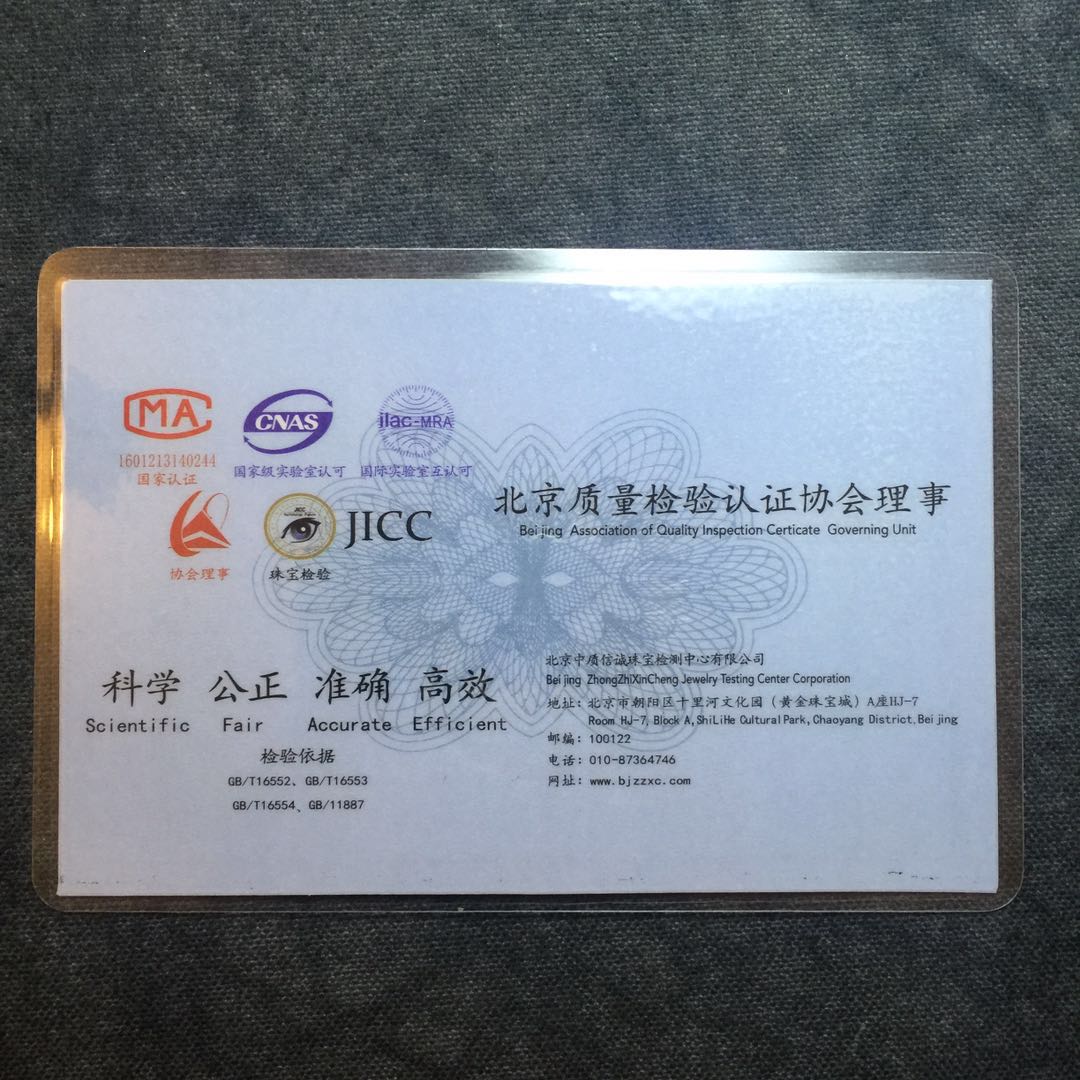 MA
CNAS
ilac-MRA
1601213140244
国家认证
国家级实验室认可
国际实验室互认可
JICC
JICC
协会理事
珠宝检验
北京质量检验认证协会理事
Beijing Association of Quality Inspection Certicate Governing Unit
科学 公正 准确 高效
Scientific Fair Accurate Efficient
检验依据
GB/T16552、GB/T16553
GB/T16554、GB/11887
北京中质信诚珠宝检测中心有限公司
Beijing ZhongZhiXinCheng Jewelry Testing Center Corporation
地址：北京市朝阳区十里河文化园（黄金珠宝城）A座HJ-7
Room HJ-7, Block A, ShiLiHe Qultural Park, Chaoyang District, Beijing
邮编：100122
电话：010-87364746
网址：www.bjzzxc.com